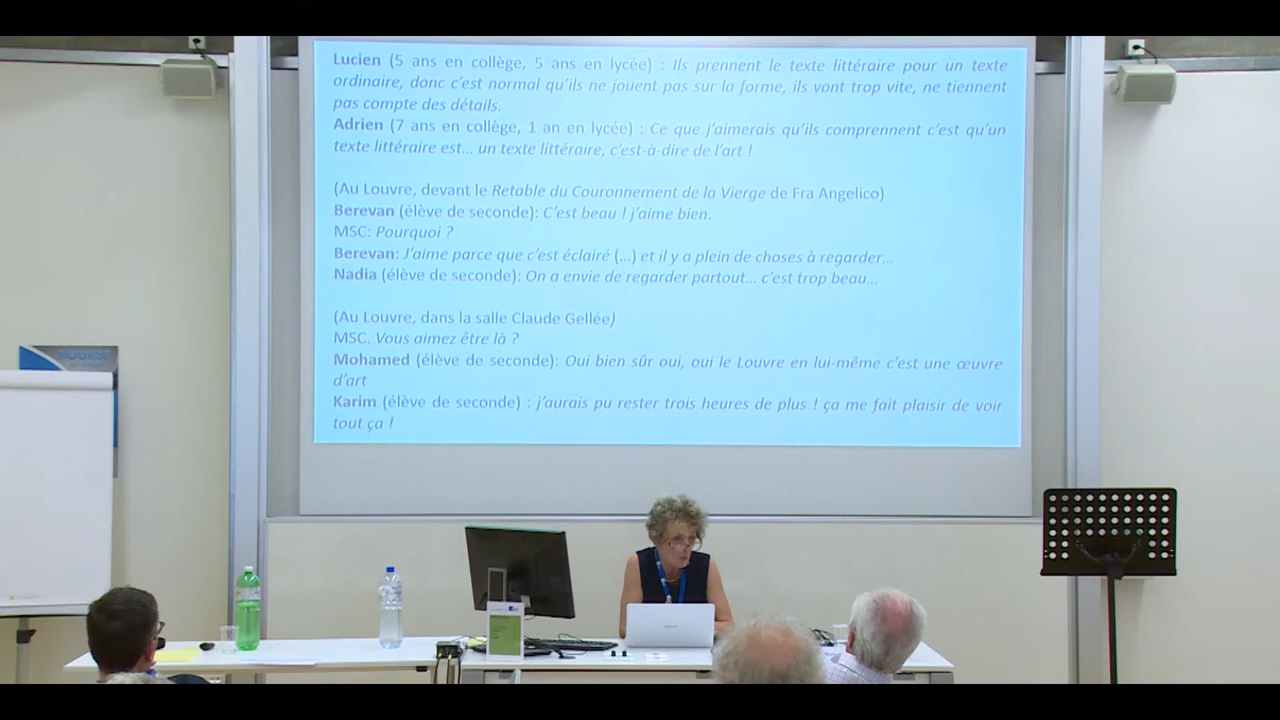 Lucien (5 ans en collège, 5 ans en lycée) : Ils prennent le texte littéraire pour un texte
ordinaire, donc c’est normal qu’ils ne jouent pas sur la forme, ils vont trop vite, ne tiennent
pas compte des détails.
Adrien (7 ans en collège, 1 an en lycée) : Ce que j’aimerais qu’ils comprennent c’est qu’un
texte littéraire est… un texte littéraire, c’est-à-dire de l’art !
(Au Louvre, devant le Retable du Couronnement de la Vierge de Fra Angelico)
Berevan (élève de seconde): C’est beau ! j’aime bien.
MSC: Pourquoi ?
Berevan: J’aime parce que c’est éclairé (…) et il y a plein de choses à regarder…
Nadia (élève de seconde): On a envie de regarder partout… c’est trop beau…
(Au Louvre, dans la salle Claude Gellée)
MSC. Vous aimez être là ?
Mohamed (élève de seconde): Oui bien sûr oui, oui le Louvre en lui-même c’est une œuvre
d’art
Karim (élève de seconde) : j’aurais pu rester trois heures de plus ! ça me fait plaisir de voir
tout ça !